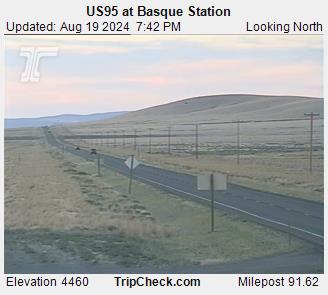 US95 at Basque Station
Updated: Aug 19 2024 7:42 PM
Looking North
Elevation 4460
TripCheck.com
Milepost 91.62